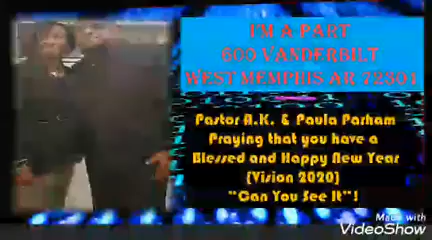 I'M A PART
600 VANDERBILT
WEST MEMPHIS AR 72301
Pastor A.K. & Paula Parham
Praying that you have a
Blessed and Happy New Year
(Vision 2020)
"Can You See It"!
Made with
VideoShow